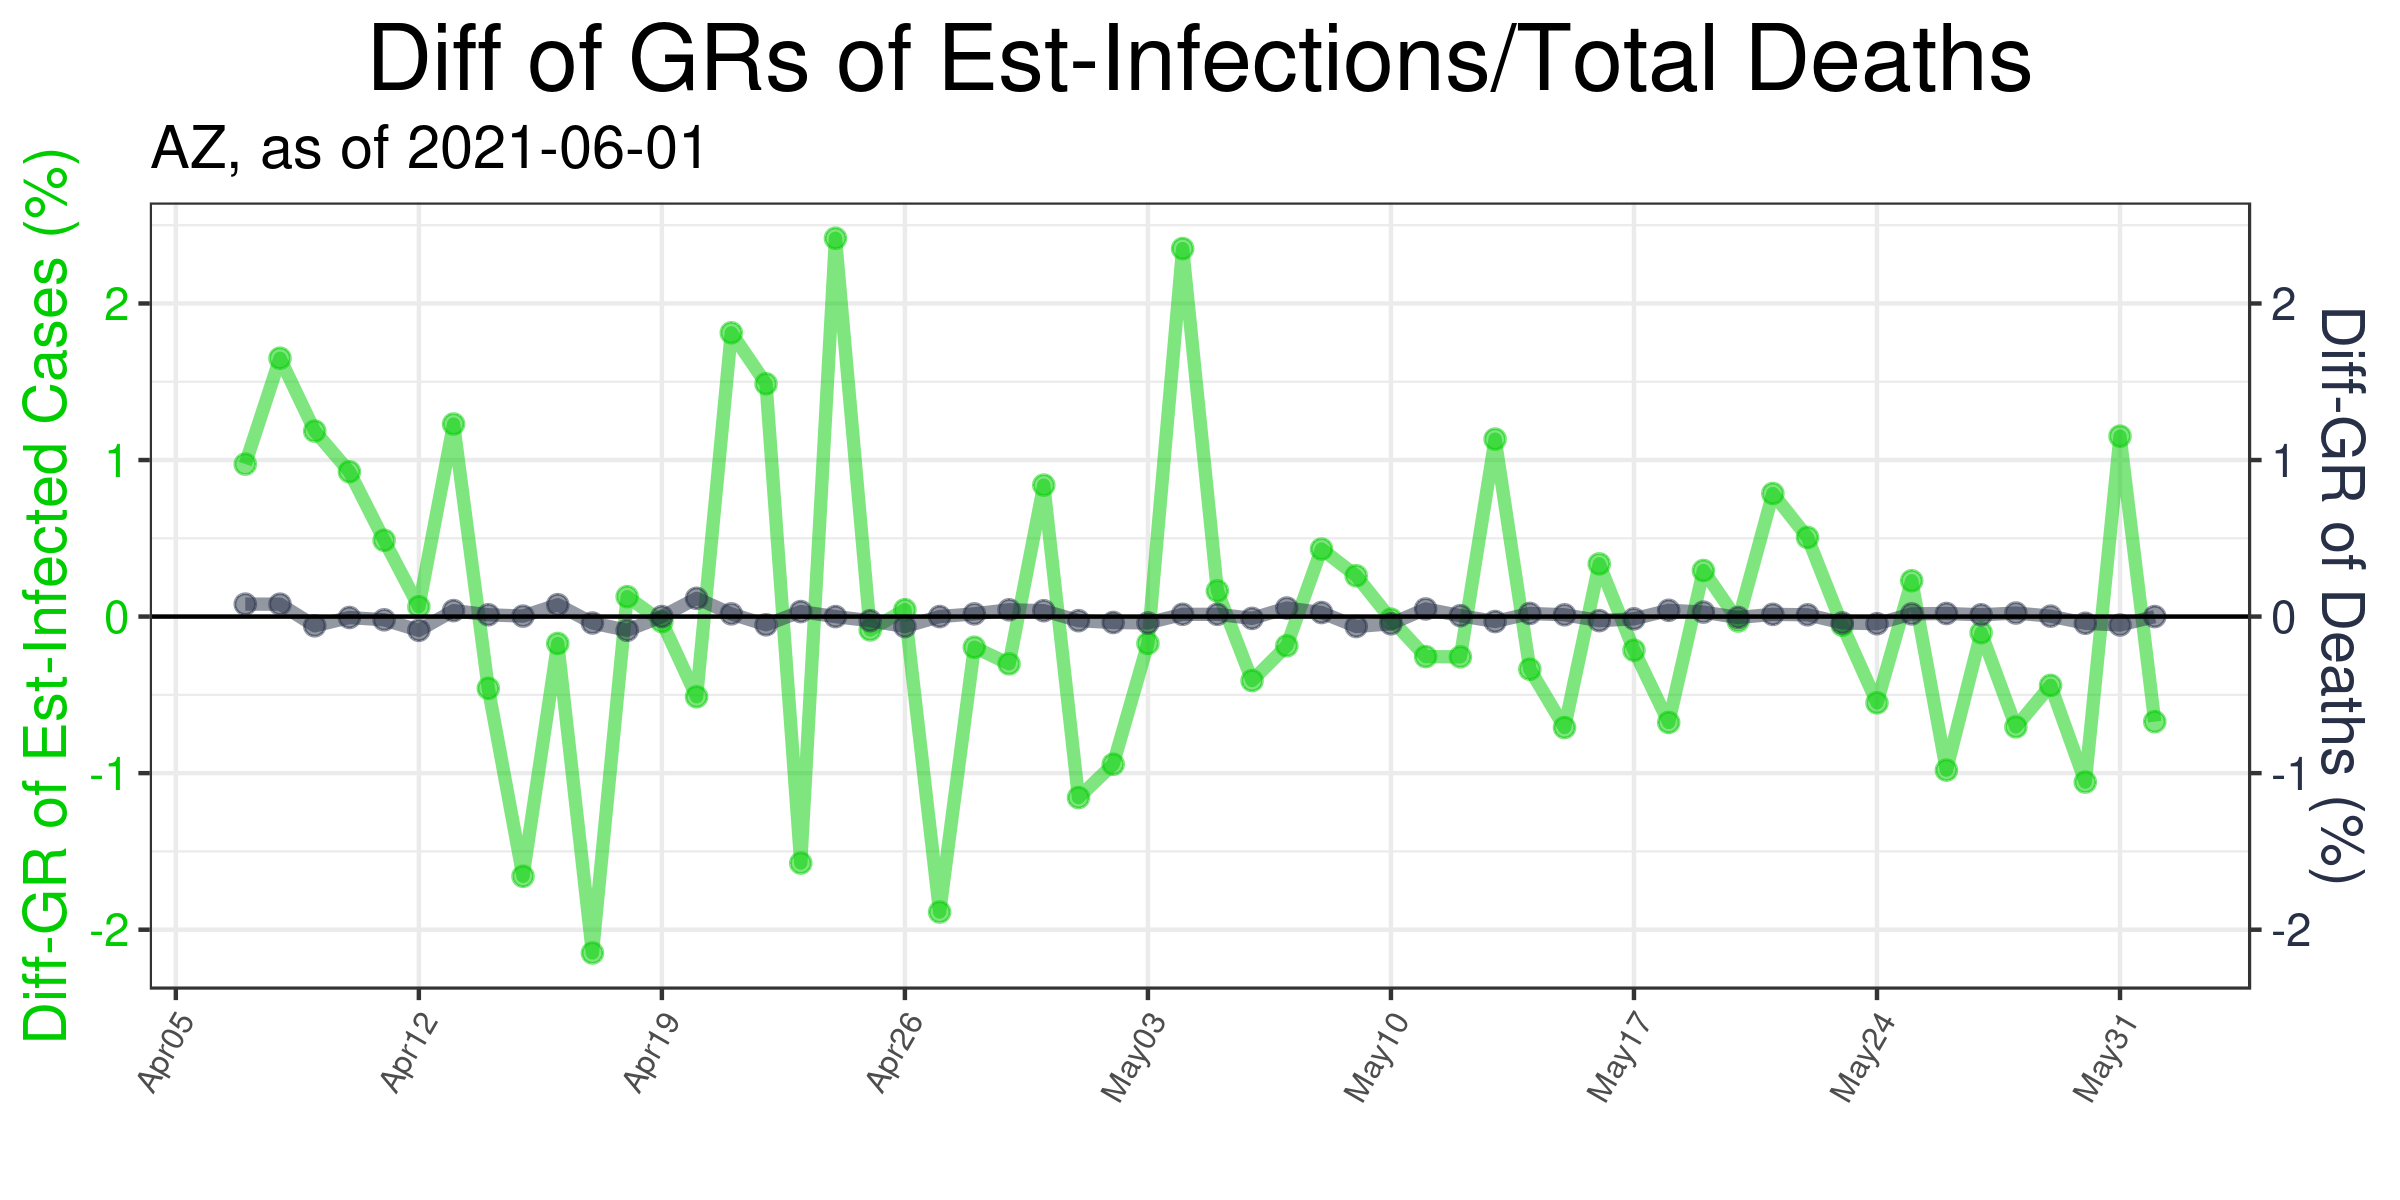 Diff of GRs of Est-Infections/Total Deaths
AZ, as of 2021-06-01
Diff-GR of Est-Infected Cases (%)
2
1
0
-1
-2
2
1
0
-1
-2
Diff-GR of Deaths (%)
Apr05
Apr12
Apr19
Apr26
May03
May10
May17
May24
May31